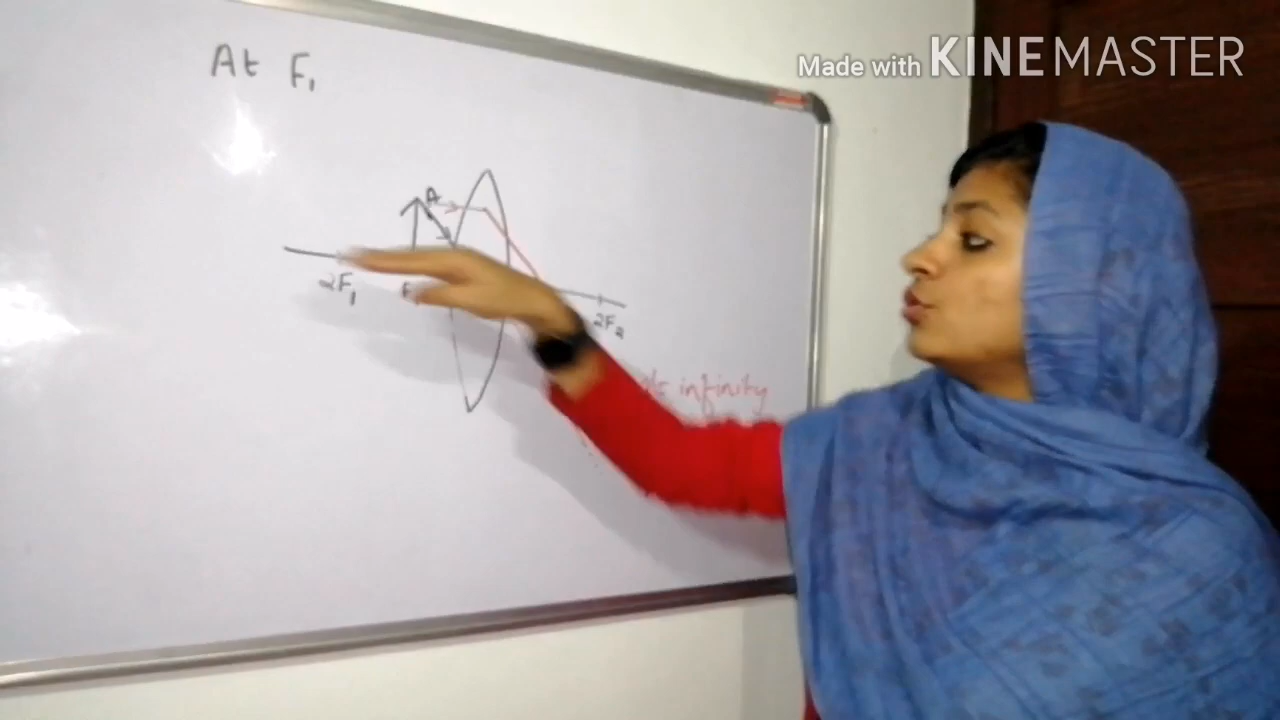 Made with KINEMASTER
At F₁
A
2F₁
2F₂
infinity